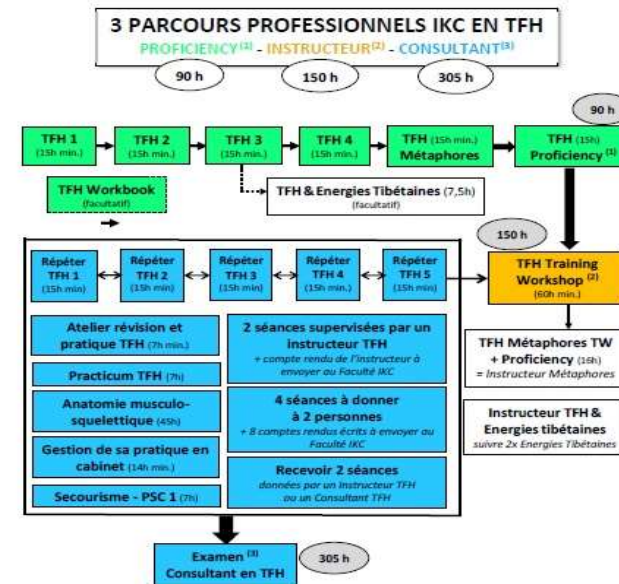 3 PARCOURS PROFESSIONNELS IKC EN TFH
PROFICIENCY(1) - INSTRUCTEUR(2) - CONSULTANT(3)
90 h
150 h
305 h
90 h
TFH 1
(15h min.)
TFH 2
(15h min.)
TFH 3
(15h min.)
TFH 4
(15h min.)
TFH (15h min.)
Métaphores
TFH (15h)
Proficiency (1)
TFH Workbook
(facultatif)
TFH & Energies Tibétaines (7,5h)
(facultatif)
150 h
Répéter
TFH 1
(15h min)
Répéter
TFH 2
(15h min)
Répéter
TFH 3
(15h min)
Répéter
TFH 4
(15h min)
Répéter
TFH 5
(15h min)
TFH Training
Workshop (2)
(60h min.)
Atelier révision et
pratique TFH (7h min.)
Practicum TFH (7h)
Anatomie musculo-
squelettique (45h)
Gestion de sa pratique en
cabinet (14h min.)
Secourisme - PSC 1 (7h)
2 séances supervisées par un
instructeur TFH
+ compte rendu de l'instructeur à
envoyer au Faculté IKC
4 séances à donner
à 2 personnes
+ 8 comptes rendus écrits à envoyer au
Faculté IKC
Recevoir 2 séances
données par un Instructeur TFH
ou un Consultant TFH
TFH Métaphores TW
+ Proficiency (16h)
= Instructeur Métaphores
Instructeur TFH &
Energies tibétaines
suivre 2x Energies Tibétaines
Examen (3)
Consultant en TFH
305 h